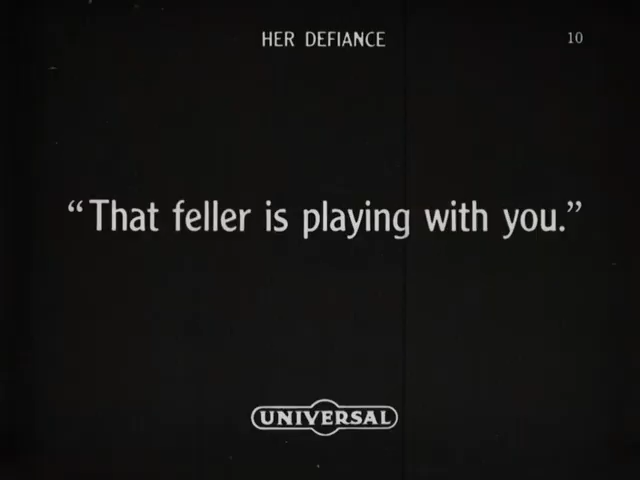 HER DEFIANCE 10
“That feller is playing with you.”
UNIVERSAL